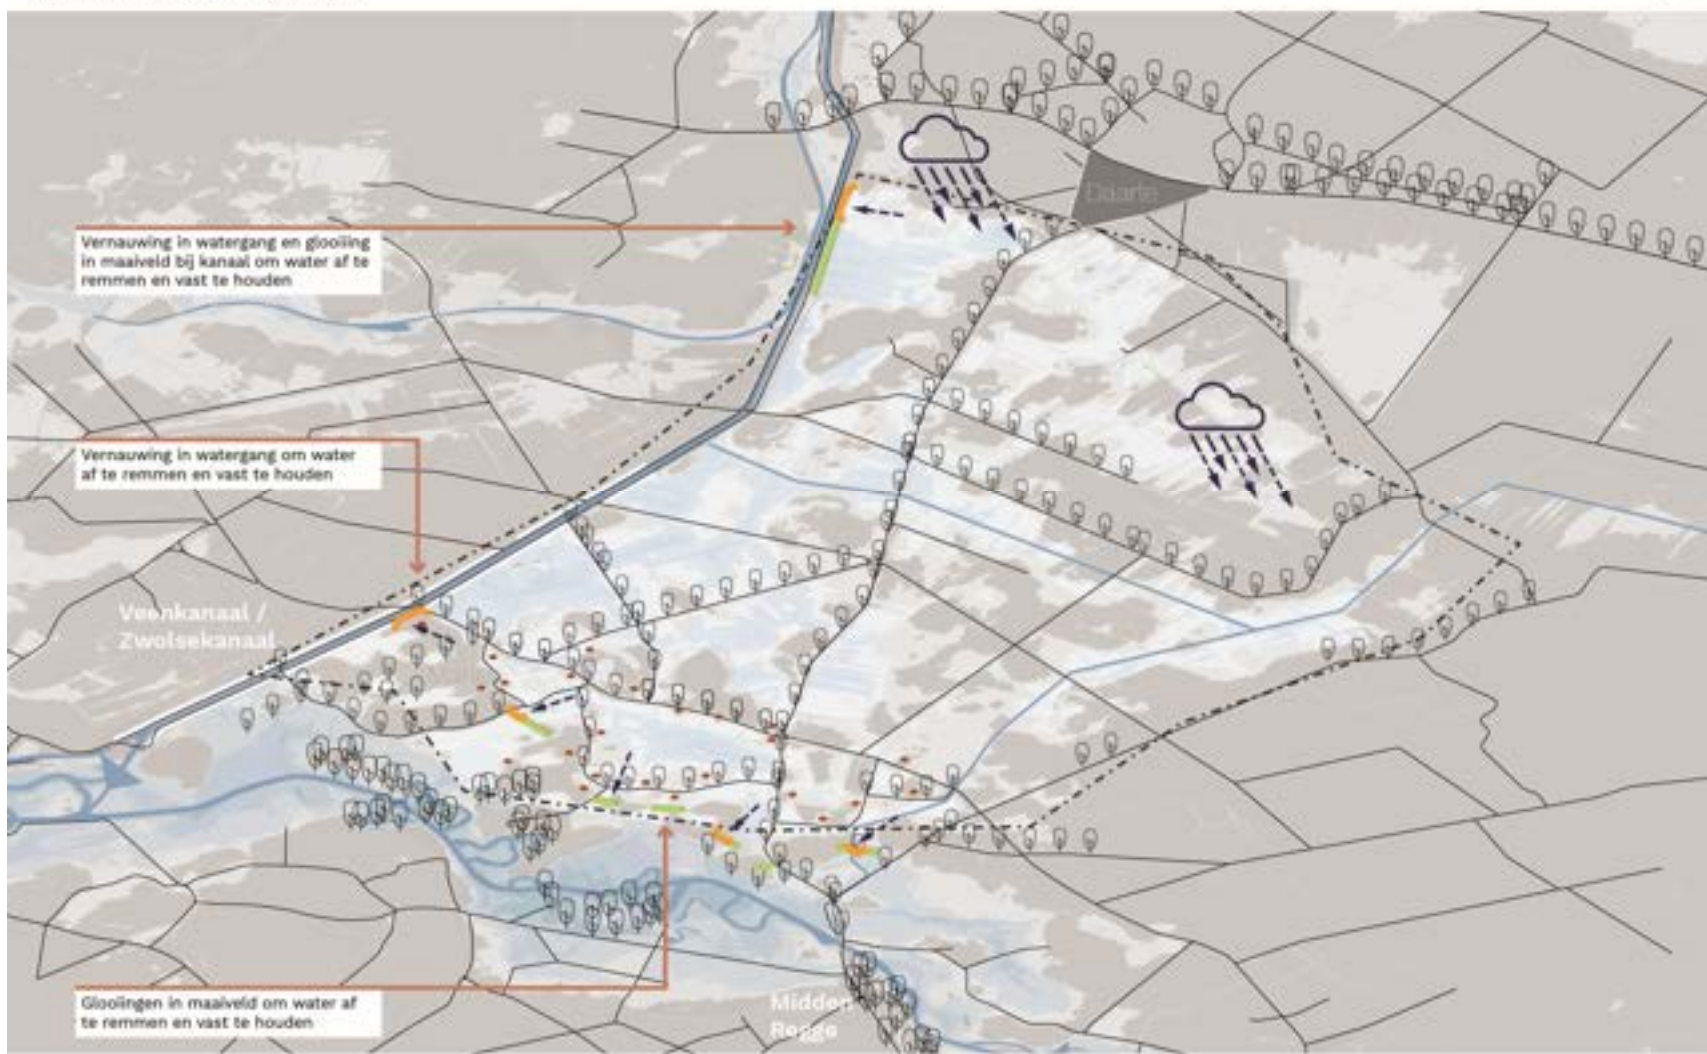 Daarle
Vernauwing in watergang en glooiing
in maaiveld bij kanaal om water af te
remmen en vast te houden
Vernauwing in watergang om water
af te remmen en vast te houden
Veenkanaal /
Zwolsekanaal
Glooiingen in maaiveld om water af
te remmen en vast te houden
Midden
Regge